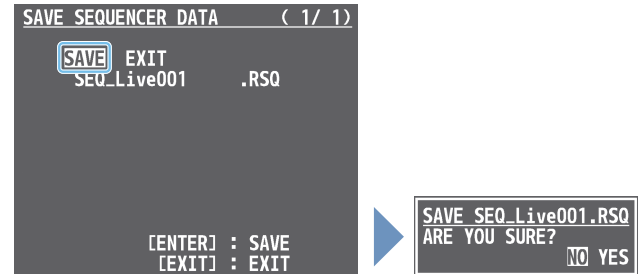 SAVE SEQUENCER DATA ( 1/ 1)
SAVE EXIT
SEQ_Live001 .RSQ
[ENTER] : SAVE
[EXIT] : EXIT
SAVE SEQ_Live001.RSQ
ARE YOU SURE?
NO YES